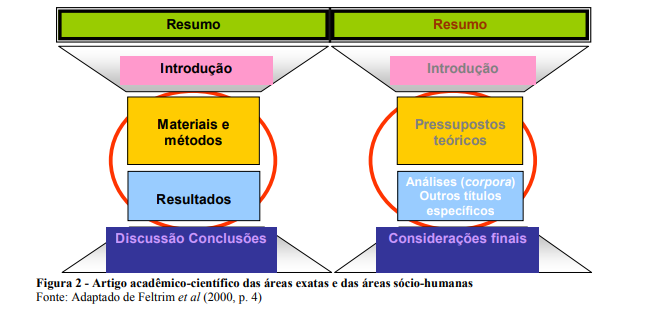 Resumo
Resumo
Introdução
Introdução
Materiais e
métodos
Pressupostos
teóricos
Resultados
Análises (corpora)
Outros títulos
específicos
Discussão Conclusões
Considerações finais
Figura 2 - Artigo acadêmico-científico das áreas exatas e das áreas sócio-humanas
Fonte: Adaptado de Feltrim et al (2000, p. 4)